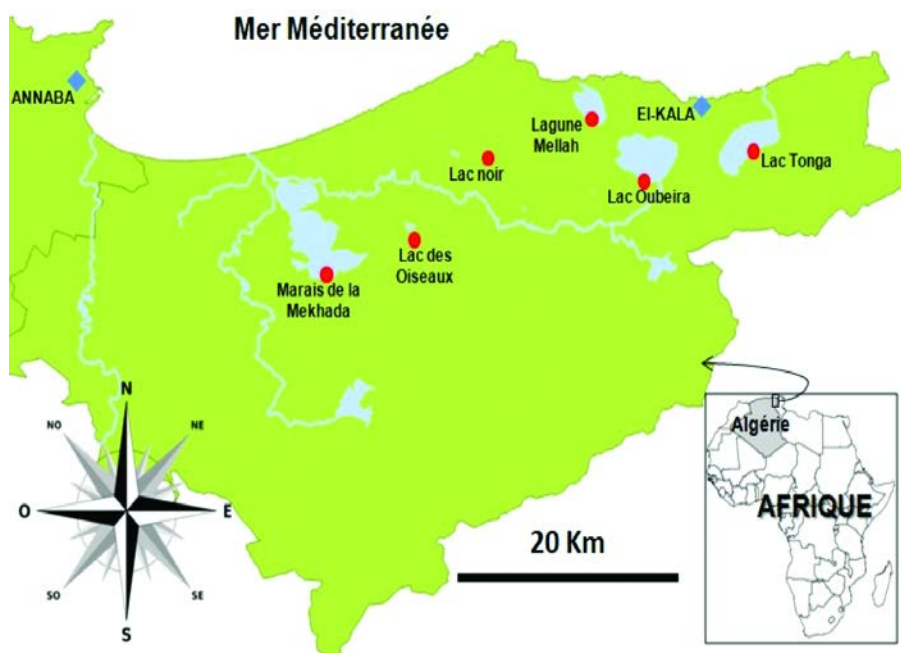 Mer Méditerranée
ANNABA
El-KALA
Lagune
Mellah
Lac Tonga
Lac noir
Lac Oubeira
Lac des
Oiseaux
Marais de la
Mekhada
N
NO
NE
O
E
SO
SE
S
20 Km
Algérie
AFRIQUE